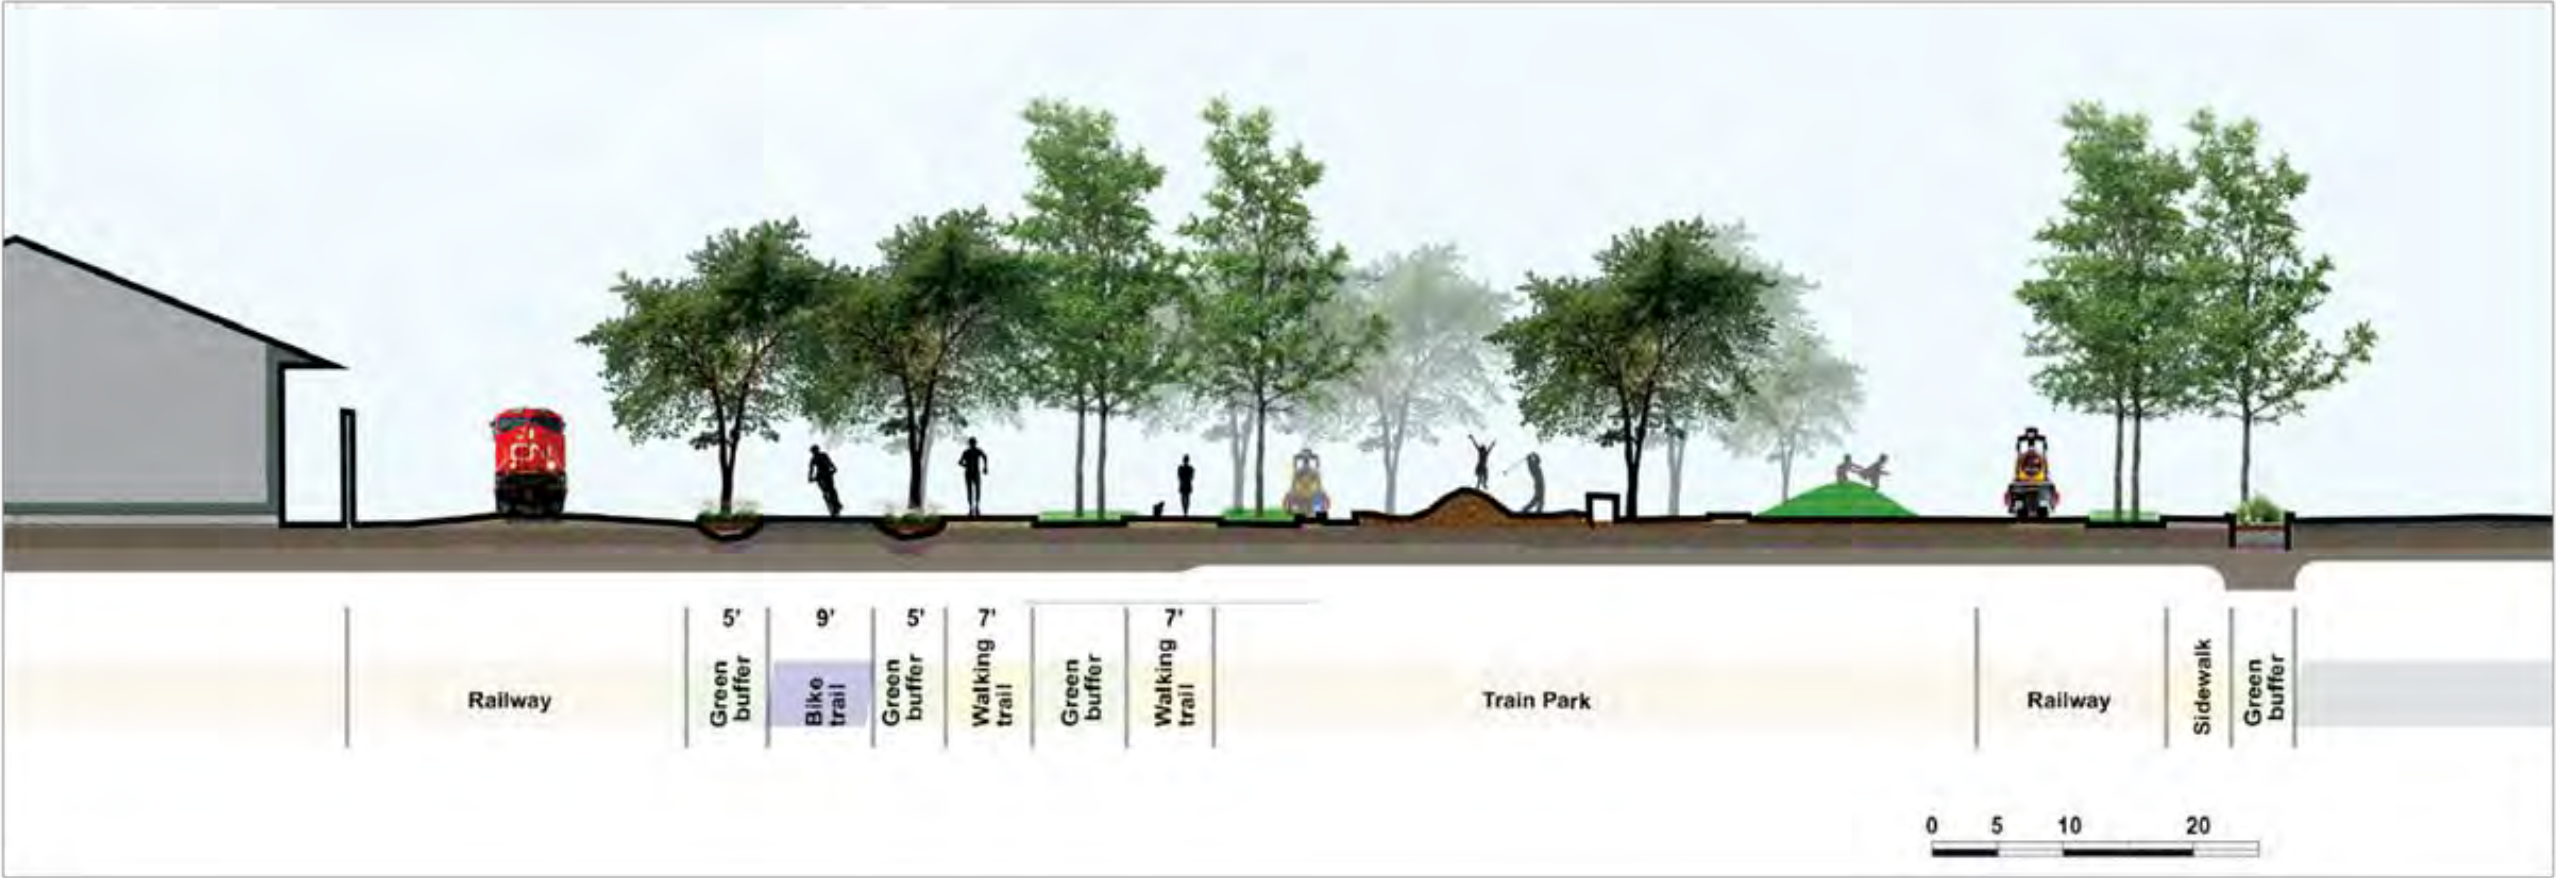 CN
5' 9' 5' 7' 7'
Railway
Green
buffer
Bike
trail
Green
buffer
Walking
trail
Green
buffer
Walking
trail
Train Park
Railway
Sidewalk
Green
buffer
0 5 10 20